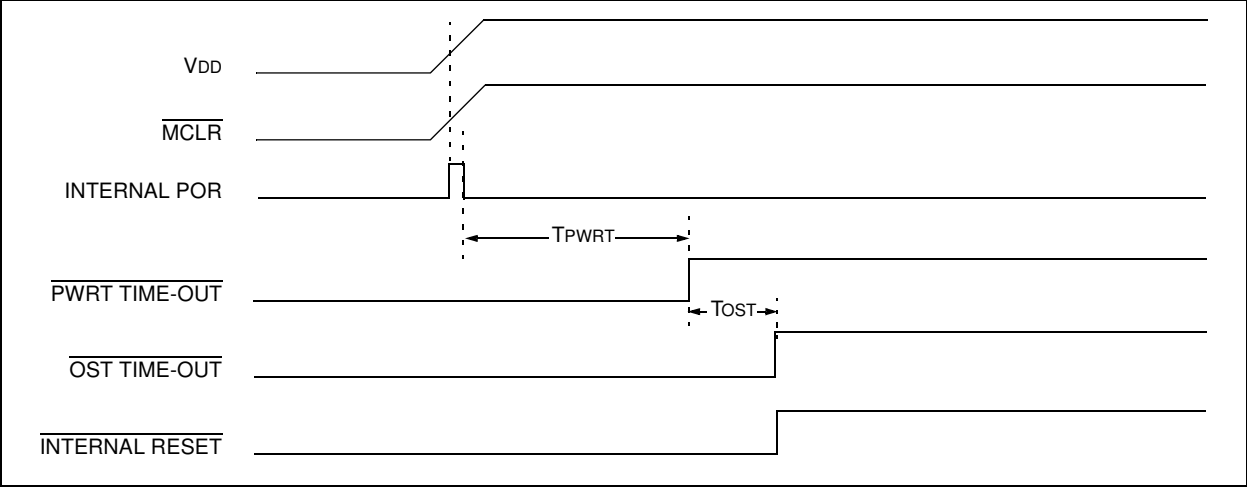 VDD
MCLR
INTERNAL POR
TPWRT
PWRT TIME-OUT
TOST
OST TIME-OUT
INTERNAL RESET